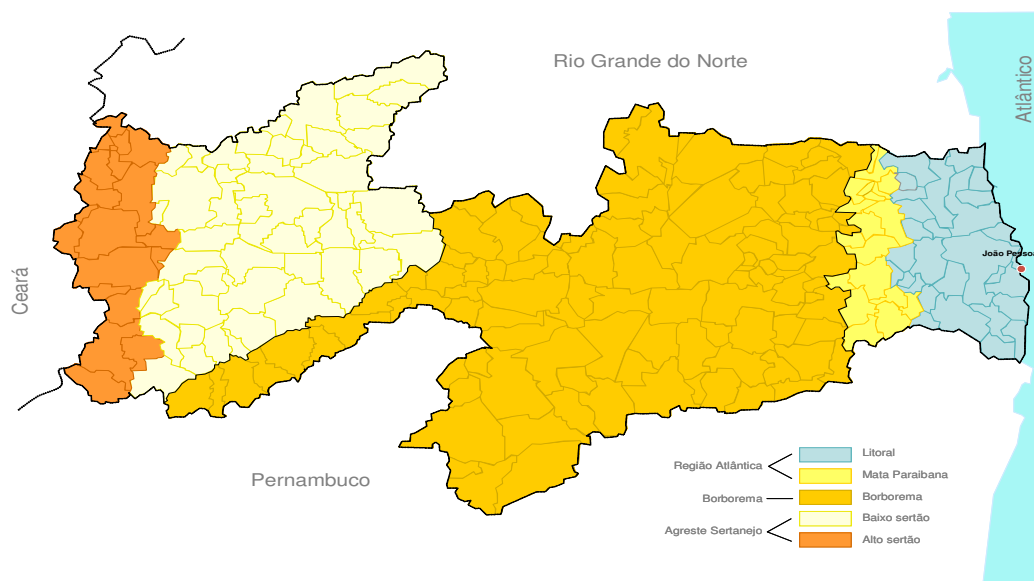 Rio Grande do Norte
Atlântico
João Pesso
Ceará
Pernambuco
Região Atlântica
Litoral
Mata Paraibana
Borborema
Borborema
Agreste Sertanejo
Baixo sertão
Alto sertão